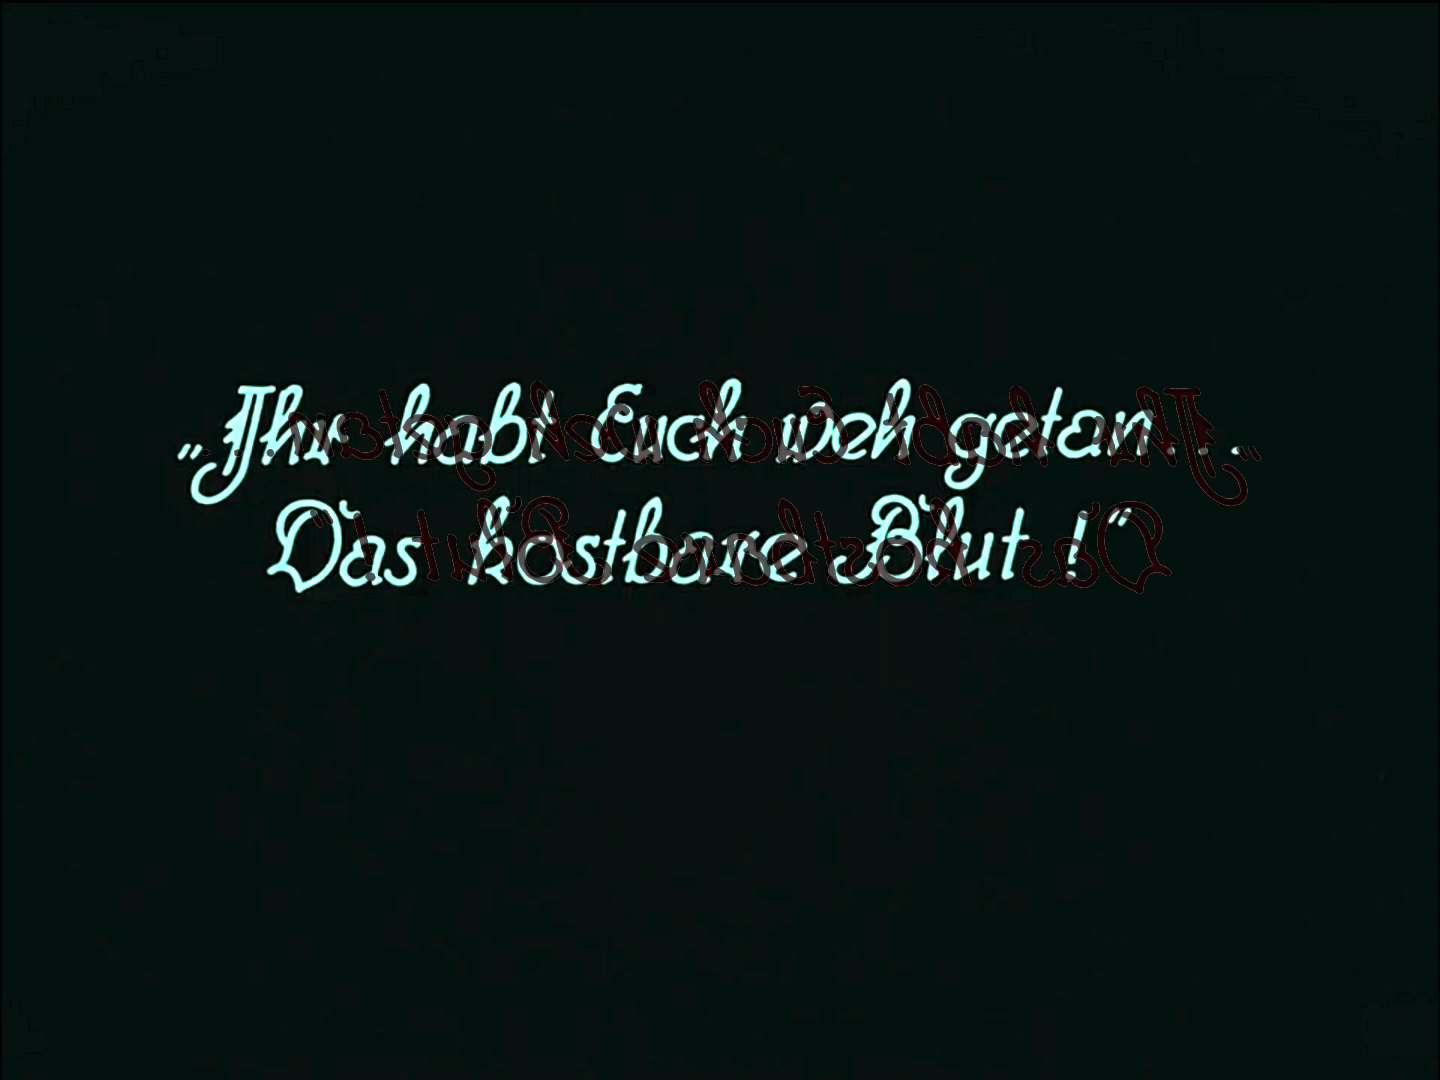 „Ihr habt Euch weh getan . . .
Das kostbare Blut !“